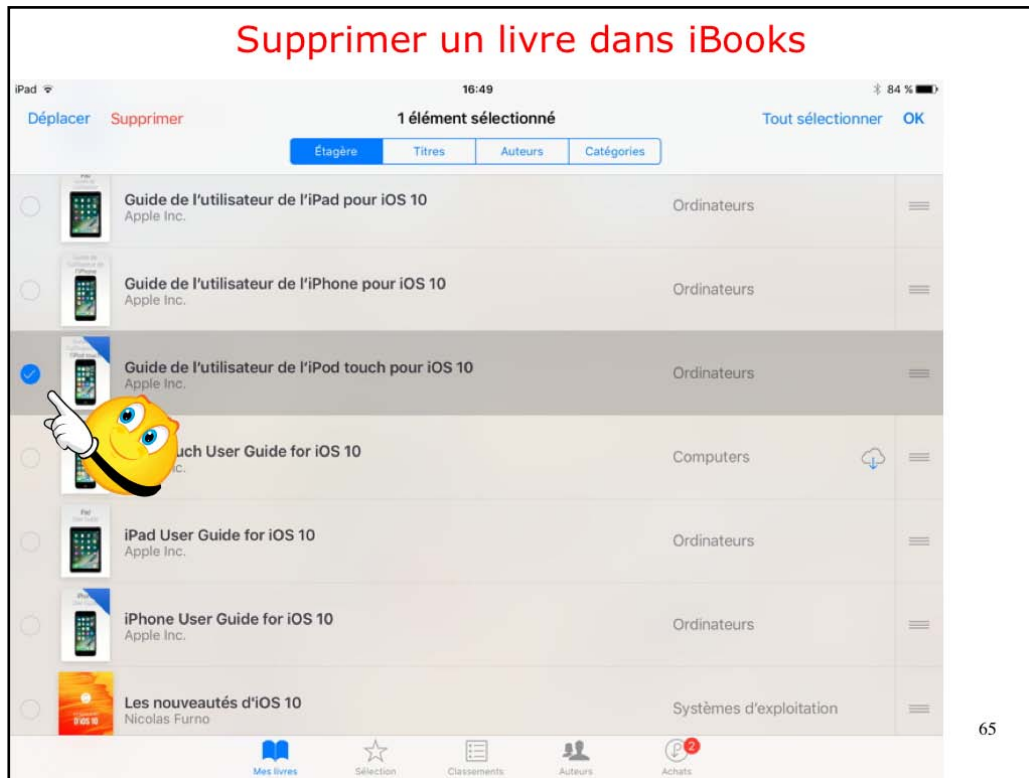 Supprimer un livre dans iBooks
iPad 16:49 84 %
Déplacer Supprimer 1 élément sélectionné Tout sélectionner OK
Étagère Titres Auteurs Catégories
Guide de l'utilisateur de l'iPad pour iOS 10 Ordinateurs
Apple Inc.
Guide de l'utilisateur de l'iPhone pour iOS 10 Ordinateurs
Apple Inc.
Guide de l'utilisateur de l'iPod touch pour iOS 10 Ordinateurs
Apple Inc.
User Guide for iOS 10 Computers
iPad User Guide for iOS 10 Ordinateurs
Apple Inc.
iPhone User Guide for iOS 10 Ordinateurs
Apple Inc.
Les nouveautés d'iOS 10 Systèmes d'exploitation
Nicolas Furno
65
Mes livres Sélection Classements Auteurs Achats 2